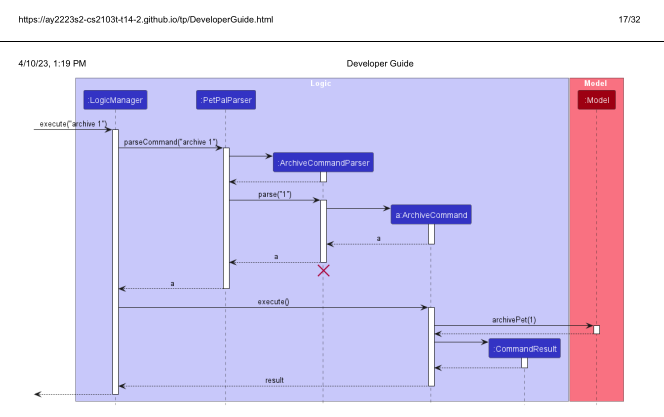 https://ay2223s2-cs2103t-t14-2.github.io/tp/DeveloperGuide.html 17/32
4/10/23, 1:19 PM Developer Guide
Logic Model
:LogicManager :PetPalParser :Model
execute("archive 1")
parseCommand("archive 1")
:ArchiveCommandParser
parse("1")
a:ArchiveCommand
a
a
a
execute()
archivePet(1)
:CommandResult
result